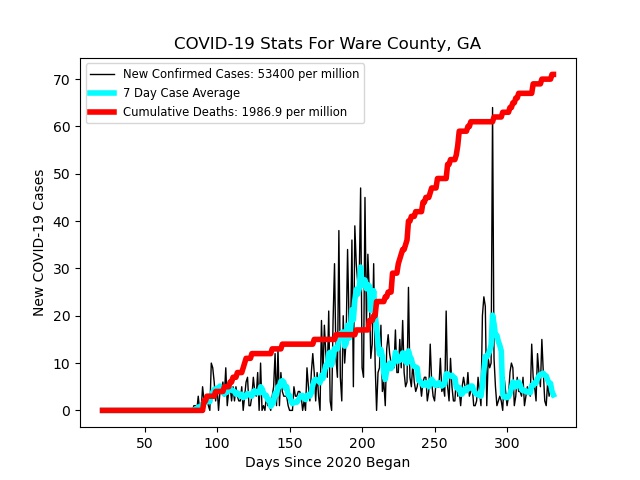 COVID-19 Stats For Ware County, GA
New Confirmed Cases: 53400 per million
7 Day Case Average
Cumulative Deaths: 1986.9 per million
New COVID-19 Cases
70
60
50
40
30
20
10
0
50
100
150
200
250
300
Days Since 2020 Began